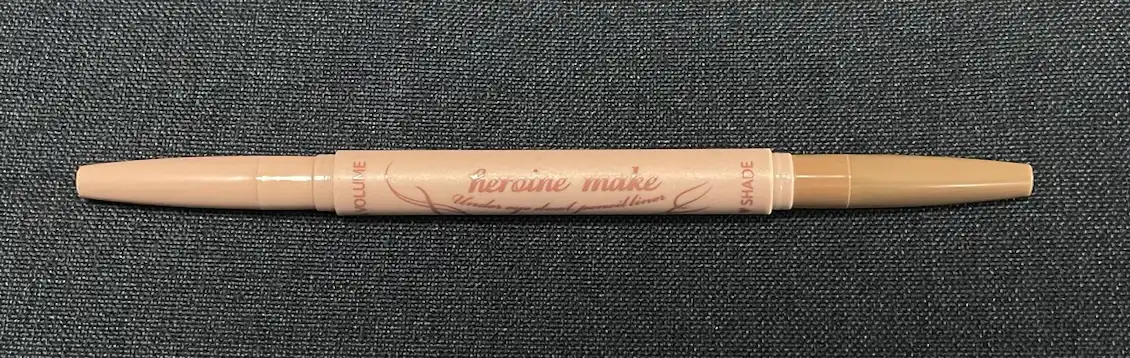 VOLUME
heroine make
Under eye dual pencil liner
♥SHADE